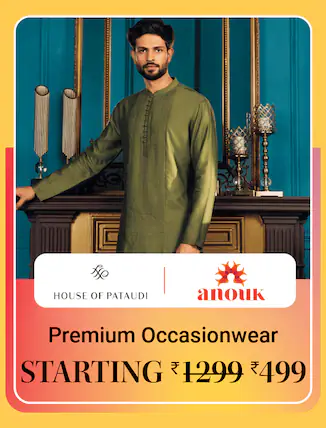 HOUSE OF PATAUDI
anouk
Premium Occasionwear
STARTING ₹1299 ₹499